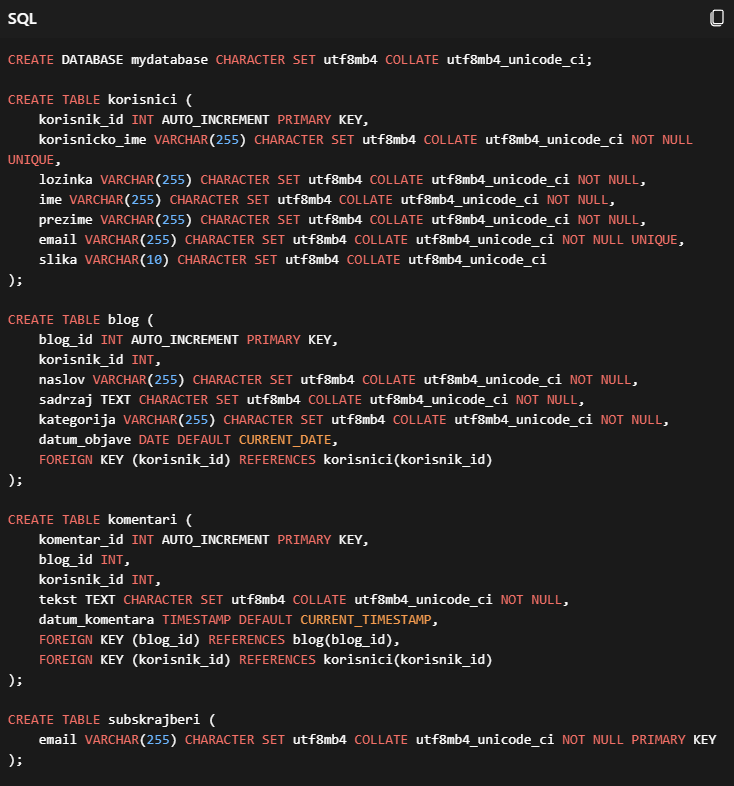 SQL
CREATE DATABASE mydatabase CHARACTER SET utf8mb4 COLLATE utf8mb4_unicode_ci;
CREATE TABLE korisnici (
korisnik_id INT AUTO_INCREMENT PRIMARY KEY,
korisnicko_ime VARCHAR(255) CHARACTER SET utf8mb4 COLLATE utf8mb4_unicode_ci NOT NULL
UNIQUE,
lozinka VARCHAR(255) CHARACTER SET utf8mb4 COLLATE utf8mb4_unicode_ci NOT NULL,
ime VARCHAR(255) CHARACTER SET utf8mb4 COLLATE utf8mb4_unicode_ci NOT NULL,
prezime VARCHAR(255) CHARACTER SET utf8mb4 COLLATE utf8mb4_unicode_ci NOT NULL,
email VARCHAR(255) CHARACTER SET utf8mb4 COLLATE utf8mb4_unicode_ci NOT NULL UNIQUE,
slika VARCHAR(10) CHARACTER SET utf8mb4 COLLATE utf8mb4_unicode_ci
);
CREATE TABLE blog (
blog_id INT AUTO_INCREMENT PRIMARY KEY,
korisnik_id INT,
naslov VARCHAR(255) CHARACTER SET utf8mb4 COLLATE utf8mb4_unicode_ci NOT NULL,
sadrzaj TEXT CHARACTER SET utf8mb4 COLLATE utf8mb4_unicode_ci NOT NULL,
kategorija VARCHAR(255) CHARACTER SET utf8mb4 COLLATE utf8mb4_unicode_ci NOT NULL,
datum_objave DATE DEFAULT CURRENT_DATE,
FOREIGN KEY (korisnik_id) REFERENCES korisnici(korisnik_id)
);
CREATE TABLE komentari (
komentar_id INT AUTO_INCREMENT PRIMARY KEY,
blog_id INT,
korisnik_id INT,
tekst TEXT CHARACTER SET utf8mb4 COLLATE utf8mb4_unicode_ci NOT NULL,
datum_komentara TIMESTAMP DEFAULT CURRENT_TIMESTAMP,
FOREIGN KEY (blog_id) REFERENCES blog(blog_id),
FOREIGN KEY (korisnik_id) REFERENCES korisnici(korisnik_id)
);
CREATE TABLE subskrajberi (
email VARCHAR(255) CHARACTER SET utf8mb4 COLLATE utf8mb4_unicode_ci NOT NULL PRIMARY KEY
);